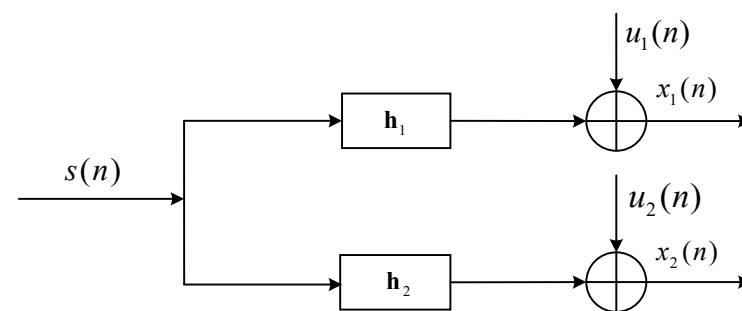 u₁(n)
x₁(n)
h₁
s(n)
u₂(n)
x₂(n)
h₂